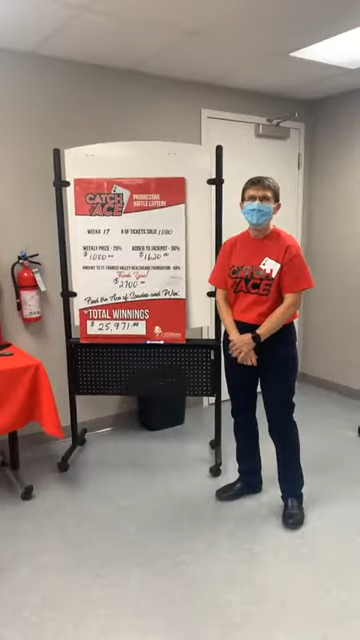 CATCH THE ACE PROGRESSIVE RAFFLE LOTTERY
WEEK# 17 # OF TICKETS SOLD 1080
WEEKLY PRIZE - 20% ADDED TO JACKPOT - 30%
$1080.00 $1620.00
AMOUNT TO ST. FRANCIS VALLEY HEALTHCARE FOUNDATION - 50%
Thank You!
$2700.00
Find the Ace of Spades and Win
*TOTAL WINNINGS
$25,971.00
CATCH
THE
ACE